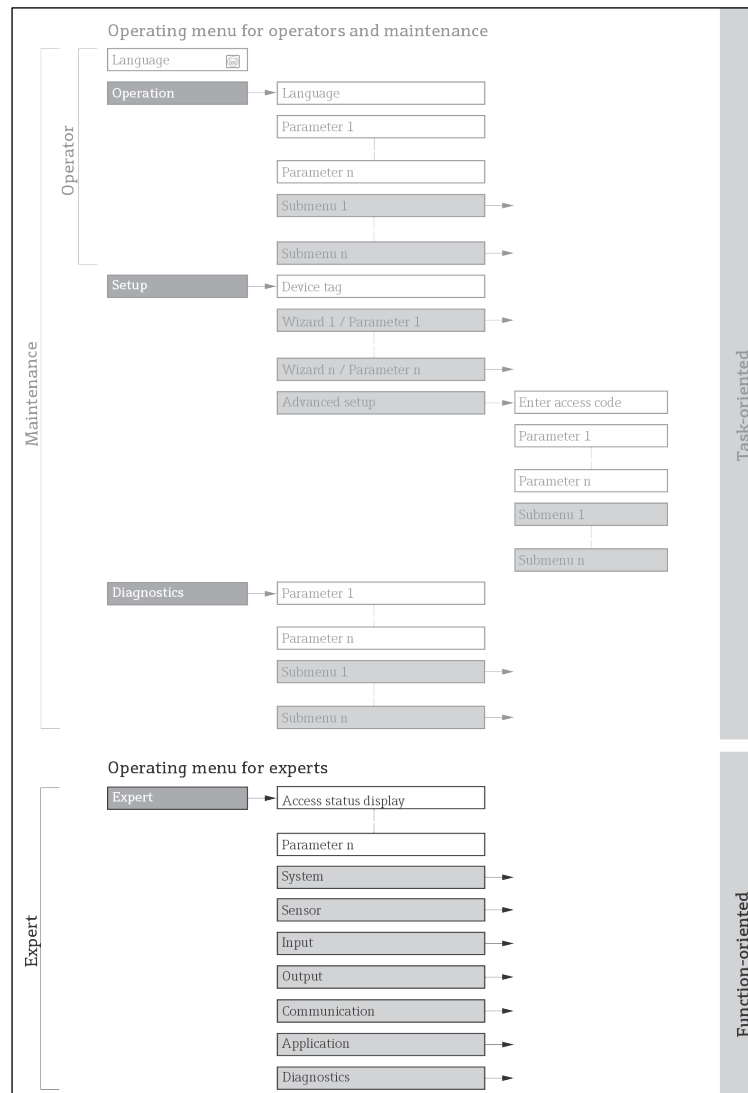 Operating menu for operators and maintenance
Language
Operation
Language
Parameter 1
Parameter n
Submenu 1
Submenu n
Operator
Setup
Device tag
Wizard 1 / Parameter 1
Wizard n / Parameter n
Advanced setup
Enter access code
Parameter 1
Parameter n
Submenu 1
Submenu n
Maintenance
Task-oriented
Diagnostics
Parameter 1
Parameter n
Submenu 1
Submenu n
Operating menu for experts
Expert
Access status display
Parameter n
System
Sensor
Input
Output
Communication
Application
Diagnostics
Expert
Function-oriented